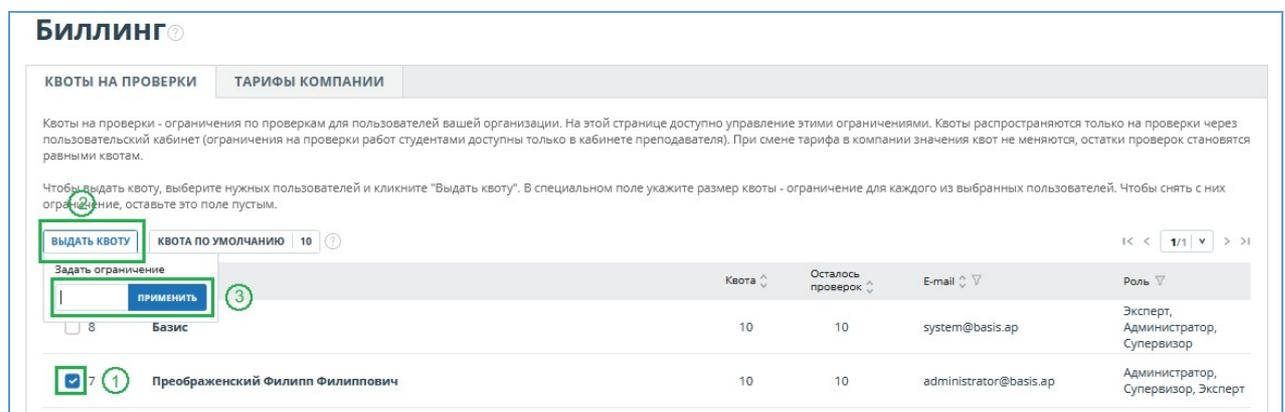 Биллинг ?
КВОТЫ НА ПРОВЕРКИ ТАРИФЫ КОМПАНИИ
Квоты на проверки - ограничения по проверкам для пользователей вашей организации. На этой странице доступно управление этими ограничениями. Квоты распространяются только на проверки через
пользовательский кабинет (ограничения на проверки работ студентами доступны только в кабинете преподавателя). При смене тарифа в компании значения квот не меняются, остатки проверок становятся
равными квотам.
Чтобы выдать квоту, выберите нужных пользователей и кликните "Выдать квоту". В специальном поле укажите размер квоты - ограничение для каждого из выбранных пользователей. Чтобы снять с них
ограничение, оставьте это поле пустым.
2
ВЫДАТЬ КВОТУ КВОТА ПО УМОЛЧАНИЮ 10 ? 1/1
Задать ограничение
ПРИМЕНИТЬ 3
Квота Осталось проверок E-mail Роль
8 Базис 10 10 system@basis.ap Эксперт,
Администратор,
Супервизор
7 1 Преображенский Филипп Филиппович 10 10 administrator@basis.ap Администратор,
Супервизор, Эксперт